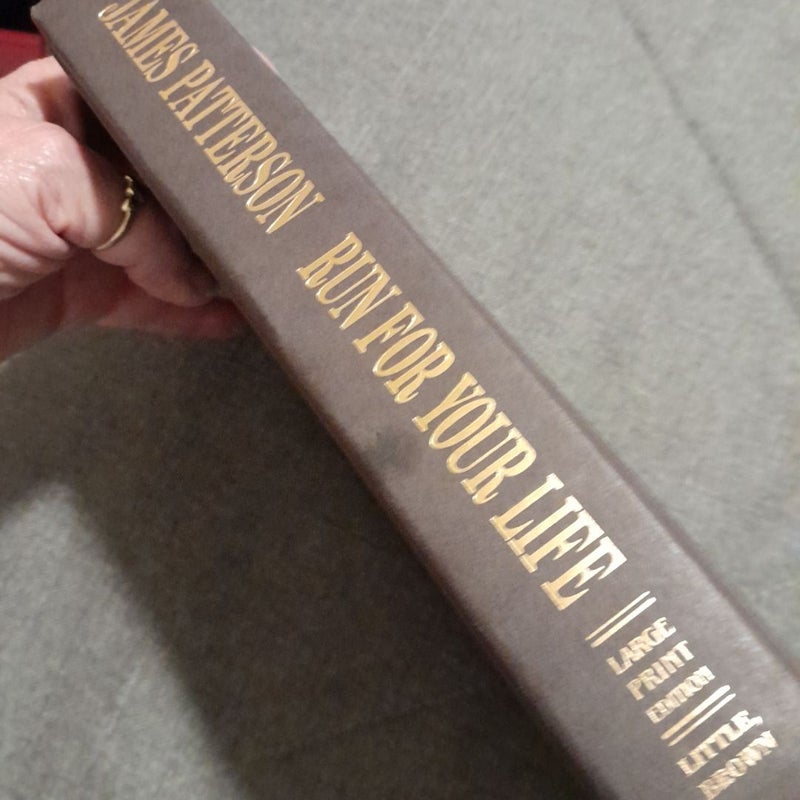 JAMES PATTERSON RUN FOR YOUR LIFE
LARGE
PRINT
EDITION
LITTLE,
BROWN